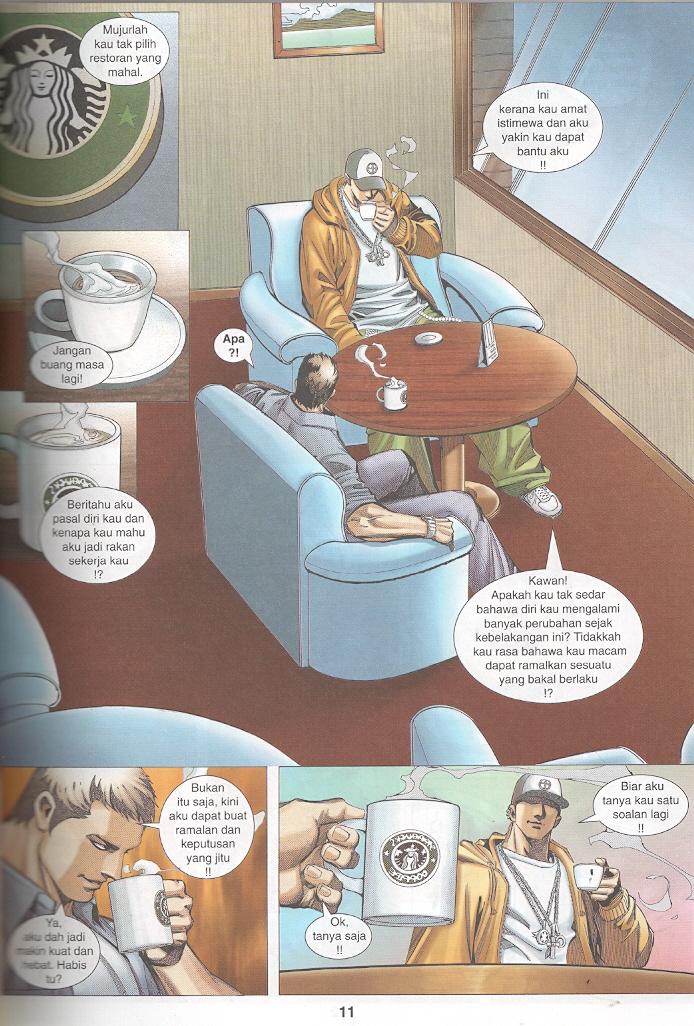 Mujurlah
kau tak pilih
restoran yang
mahal.
Ini
kerana kau amat
istimewa dan aku
yakin kau dapat
bantu aku
!!
Jangan
buang masa
lagi!
Apa
?!
Beritahu aku
pasal diri kau dan
kenapa kau mahu
aku jadi rakan
sekerja kau
!?
Kawan!
Apakah kau tak sedar
bahawa diri kau mengalami
banyak perubahan sejak
kebelakangan ini? Tidakkah
kau rasa bahawa kau macam
dapat ramalkan sesuatu
yang bakal berlaku
!?
Bukan
itu saja, kini
aku dapat buat
ramalan dan
keputusan
yang jitu
!!
Ya,
aku dah jadi
makin kuat dan
hebat. Habis
tu?
Biar aku
tanya kau satu
soalan lagi
!!
Ok,
tanya saja
!!
11